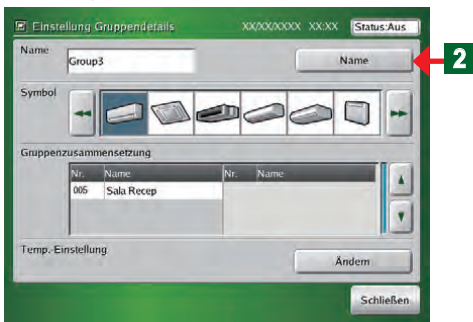 Einstellung Gruppendetails XX/XX/XXXX XX:XX Status:Aus
Name
Group3 Name
2
Symbol
Gruppenzusammensetzung
Nr. Name Nr. Name
005 Sala Recep
Temp.-Einstellung
Ändern
Schließen